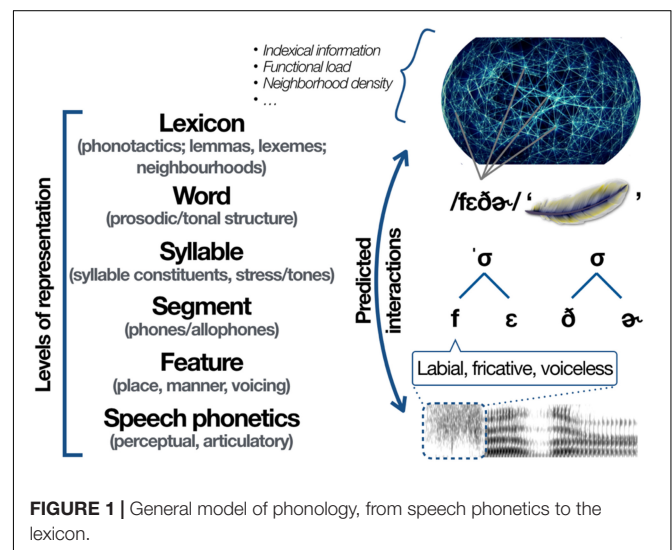 • Indexical information
• Functional load
• Neighborhood density
• ...
Levels of representation
Lexicon
(phonotactics; lemmas, lexemes;
neighbourhoods)
Word
(prosodic/tonal structure)
Syllable
(syllable constituents, stress/tones)
Segment
(phones/allophones)
Feature
(place, manner, voicing)
Speech phonetics
(perceptual, articulatory)
Predicted
interactions
/fɛðɚ/ ‘ ’
ˈσ σ
f ɛ ð ɚ
Labial, fricative, voiceless
FIGURE 1 | General model of phonology, from speech phonetics to the
lexicon.